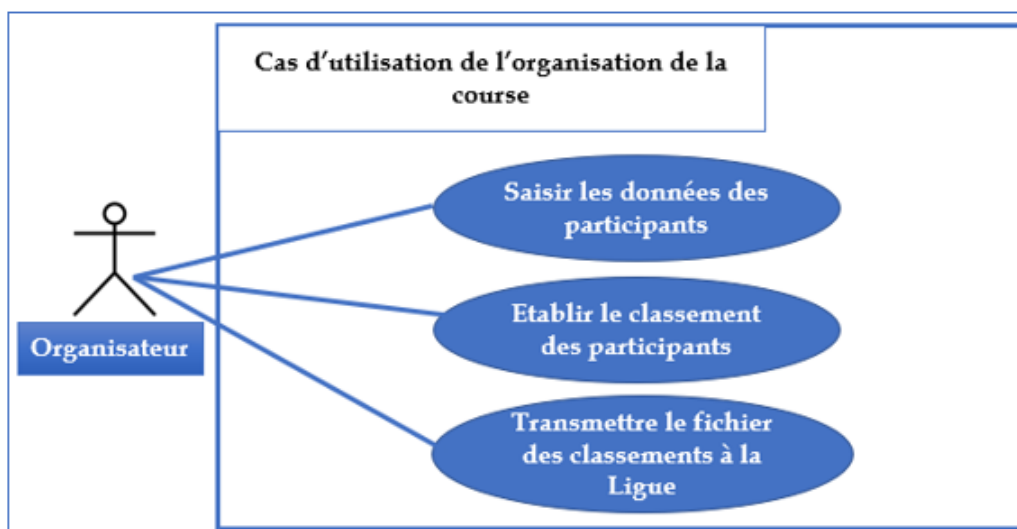 Cas d'utilisation de l'organisation de la
course
Saisir les données des
participants
Etablir le classement
des participants
Organisateur
Transmettre le fichier
des classements à la
Ligue